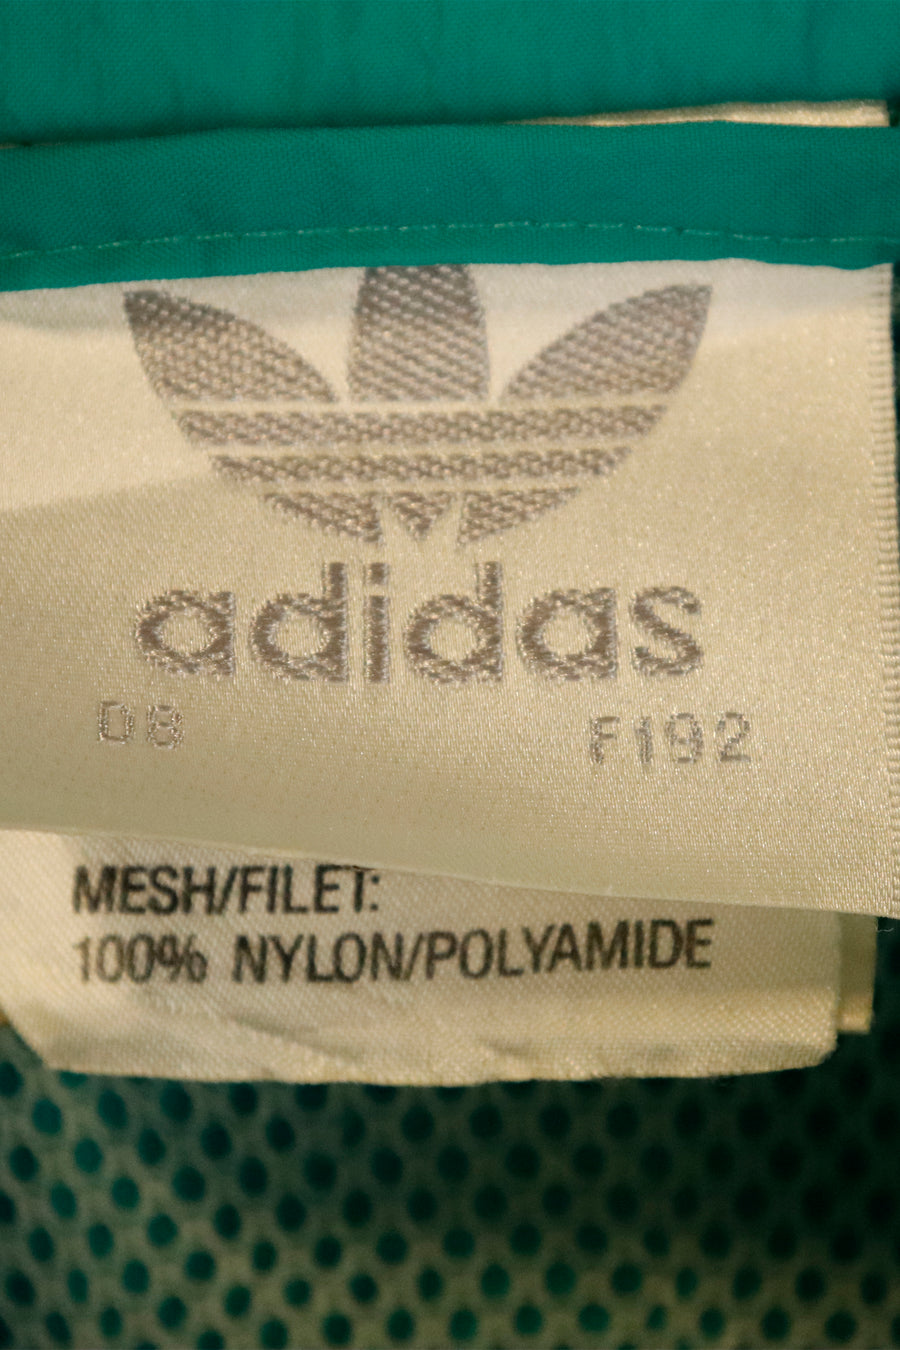 adidas
D8 F192
MESH/FILET:
100% NYLON/POLYAMIDE